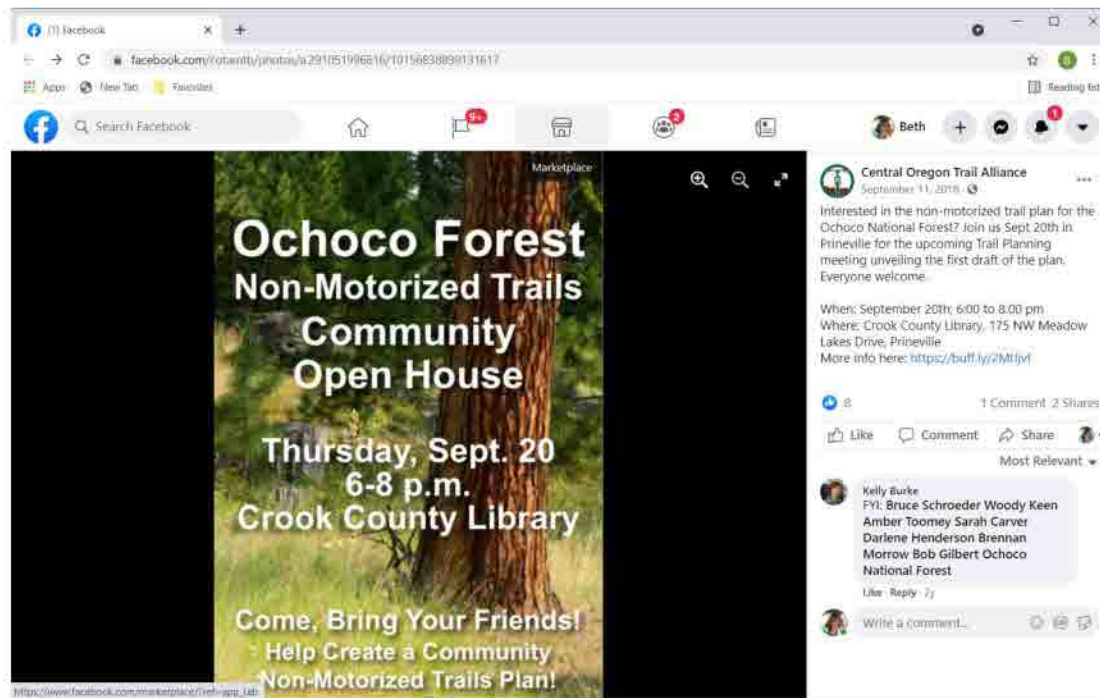 (1) Facebook
facebook.com/cotamtb/photos/a.291051996616/10156838899131617
Apps
New Tab
Favorites
Reading list
Search Facebook
9+
2
Beth
1
Marketplace
Ochoco Forest
Non-Motorized Trails
Community
Open House
Thursday, Sept. 20
6-8 p.m.
Crook County Library
Come, Bring Your Friends!
Help Create a Community
Non-Motorized Trails Plan!
https://www.facebook.com/marketplace/?ref=app_tab
Central Oregon Trail Alliance
September 11, 2018
Interested in the non-motorized trail plan for the
Ochoco National Forest? Join us Sept 20th in
Prineville for the upcoming Trail Planning
meeting unveiling the first draft of the plan.
Everyone welcome.
When: September 20th; 6:00 to 8:00 pm
Where: Crook County Library, 175 NW Meadow
Lakes Drive, Prineville
More info here:
8
1 Comment 2 Shares
Like
Comment
Share
Most Relevant
Kelly Burke
FYI: Bruce Schroeder Woody Keen
Amber Toomey Sarah Carver
Darlene Henderson Brennan
Morrow Bob Gilbert Ochoco
National Forest
Like · Reply · 2y
Write a comment...